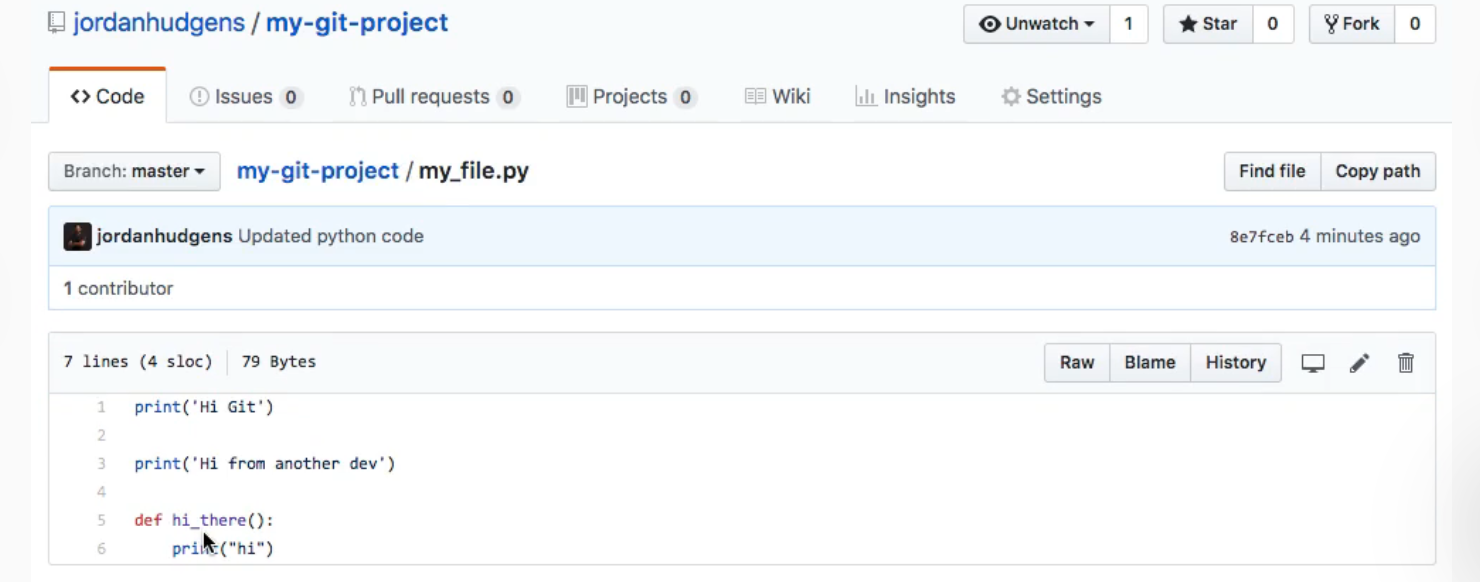 jordanhudgens / my-git-project Unwatch 1 Star 0 Fork 0
Code Issues 0 Pull requests 0 Projects 0 Wiki Insights Settings
Branch: master my-git-project / my_file.py Find file Copy path
jordanhudgens Updated python code 8e7fceb 4 minutes ago
1 contributor
7 lines (4 sloc) 79 Bytes Raw Blame History
1 print('Hi Git')
2
3 print('Hi from another dev')
4
5 def hi_there():
6 print("hi")